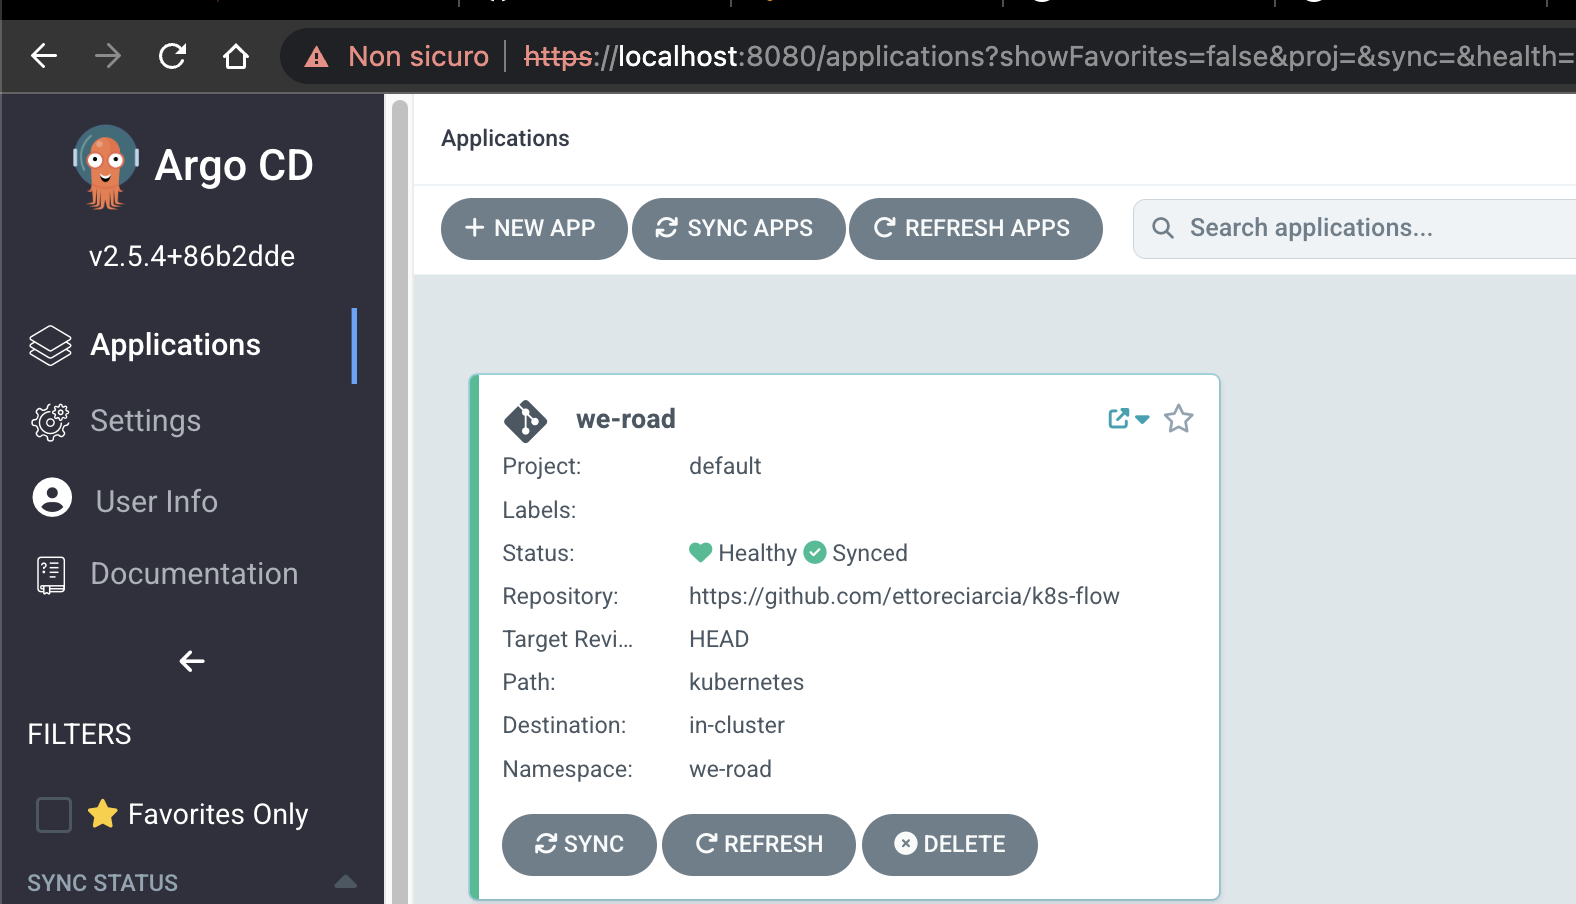 Non sicuro https://localhost:8080/applications?showFavorites=false&proj=&sync=&health=
Argo CD
v2.5.4+86b2dde
Applications
Settings
User Info
Documentation
FILTERS
Favorites Only
SYNC STATUS
Applications
NEW APP SYNC APPS REFRESH APPS Search applications...
we-road
Project: default
Labels:
Status: Healthy Synced
Repository: https://github.com/ettoreciarcia/k8s-flow
Target Revi... HEAD
Path: kubernetes
Destination: in-cluster
Namespace: we-road
SYNC REFRESH DELETE